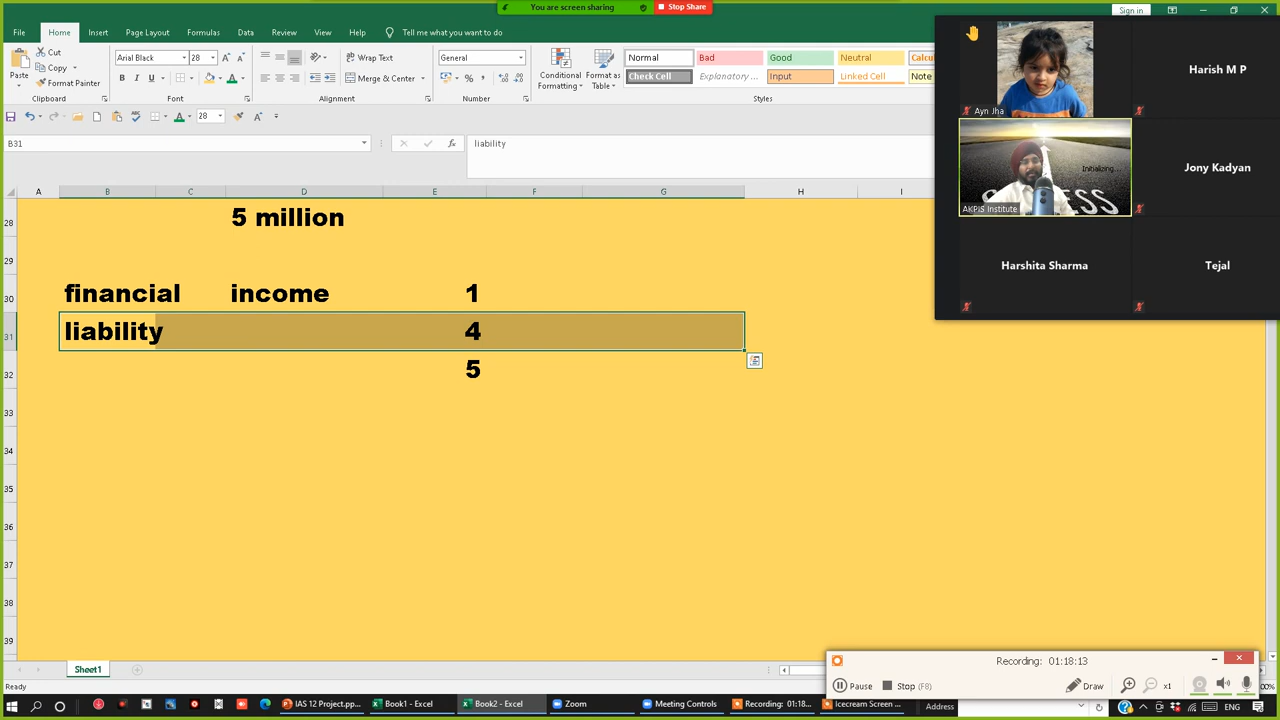 You are screen sharing
Stop Share
Sign in
File Home Insert Page Layout Formulas Data Review View Help Tell me what you want to do
Paste
Cut
Copy
Format Painter
Clipboard
Arial Black 28
B I U
Font
Wrap Text
Merge & Center
Alignment
General
Number
Conditional Formatting
Format as Table
Normal Bad Good Neutral
Check Cell Explanatory ... Input Linked Cell Note
Styles
28
B31
liability
A B C D E F G H I
28 5 million
29
30 financial income 1
31 liability 4
32 5
33
34
35
36
37
38
39
Ayn Jha
Harish M P
Initializing...
AKPIS Institute
Jony Kadyan
Harshita Sharma
Tejal
Sheet1
Ready
Recording: 01:18:13
Pause Stop (F8) Draw x1
IAS 12 Project.pp... Book1 - Excel Book2 - Excel Zoom Meeting Controls Recording: 01:18... Icecream Screen ... Address ENG